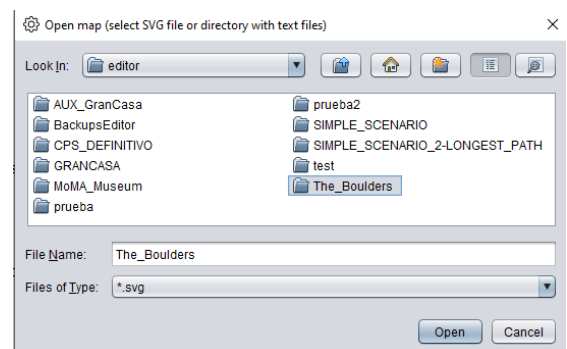 Open map (select SVG file or directory with text files)
Look In: editor
AUX_GranCasa prueba2
BackupsEditor SIMPLE_SCENARIO
CPS_DEFINITIVO SIMPLE_SCENARIO_2-LONGEST_PATH
GRANCASA test
MoMA_Museum The_Boulders
prueba
File Name: The_Boulders
Files of Type: *.svg
Open Cancel